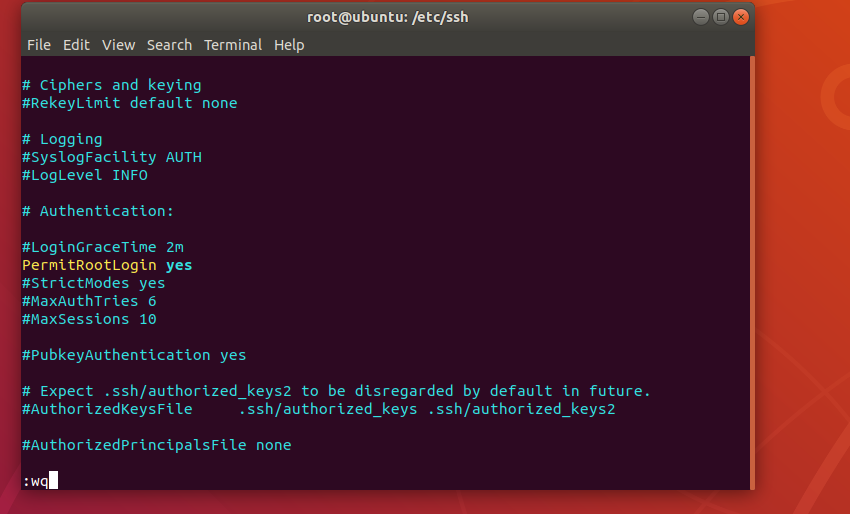 root@ubuntu: /etc/ssh
File Edit View Search Terminal Help
# Ciphers and keying
#RekeyLimit default none
# Logging
#SyslogFacility AUTH
#LogLevel INFO
# Authentication:
#LoginGraceTime 2m
PermitRootLogin yes
#StrictModes yes
#MaxAuthTries 6
#MaxSessions 10
#PubkeyAuthentication yes
# Expect .ssh/authorized_keys2 to be disregarded by default in future.
#AuthorizedKeysFile     .ssh/authorized_keys .ssh/authorized_keys2
#AuthorizedPrincipalsFile none
:wq